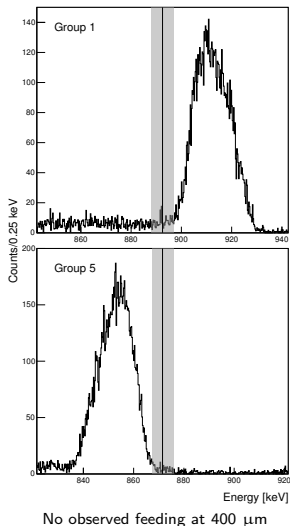 140
120
100
80
60
40
20
0
Group 1
860 880 900 920 940
Counts/0.25 keV
200
150
100
50
0
Group 5
840 860 880 900 920
Energy [keV]
No observed feeding at 400 μm